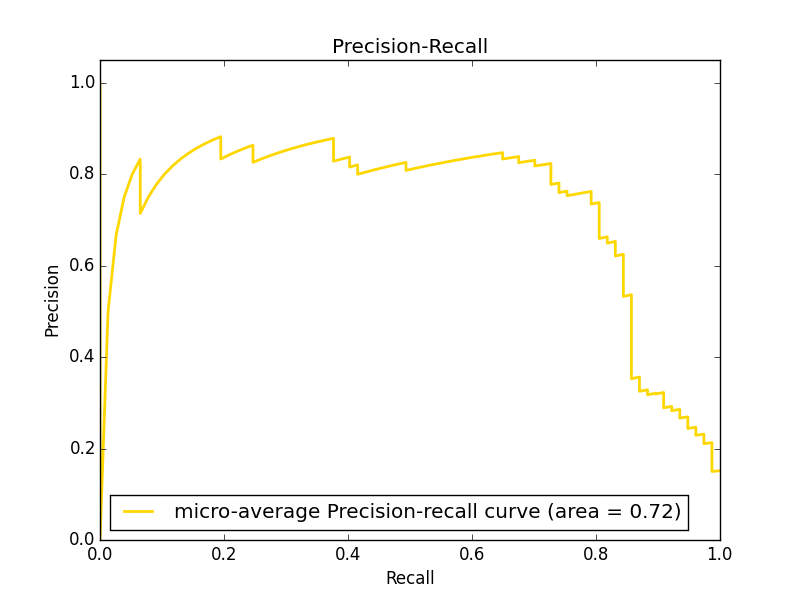 Precision-Recall
1.0
0.8
0.6
0.4
0.2
0.0
Precision
micro-average Precision-recall curve (area = 0.72)
0.0 0.2 0.4 0.6 0.8 1.0
Recall